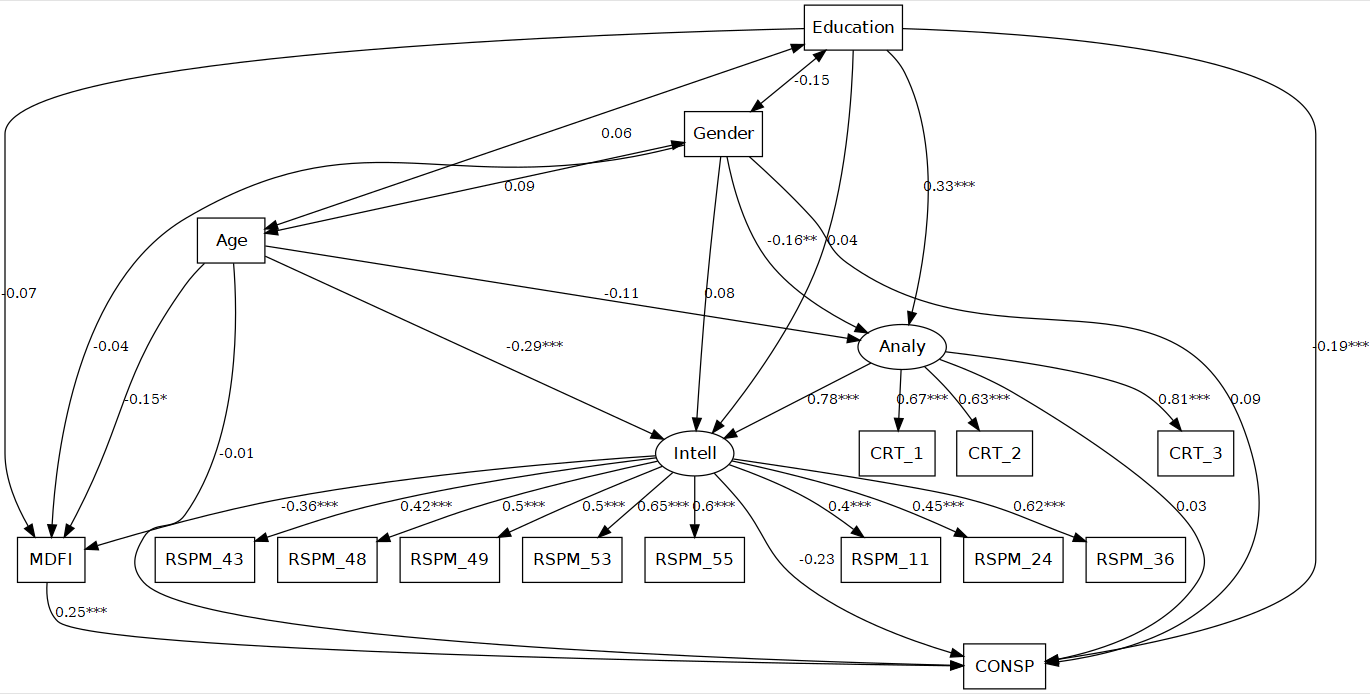 Education
-0.15
0.06
Gender
0.09
0.33***
Age
-0.16**
0.04
-0.07
-0.11
0.08
-0.04
-0.29***
Analy
-0.19***
-0.15*
0.78***
0.67***
0.63***
0.81***
0.09
-0.01
Intell
CRT_1
CRT_2
CRT_3
-0.36***
0.42***
0.5***
0.5***
0.65***
0.6***
0.4***
0.45***
0.62***
0.03
MDFI
RSPM_43
RSPM_48
RSPM_49
RSPM_53
RSPM_55
-0.23
RSPM_11
RSPM_24
RSPM_36
0.25***
CONSP